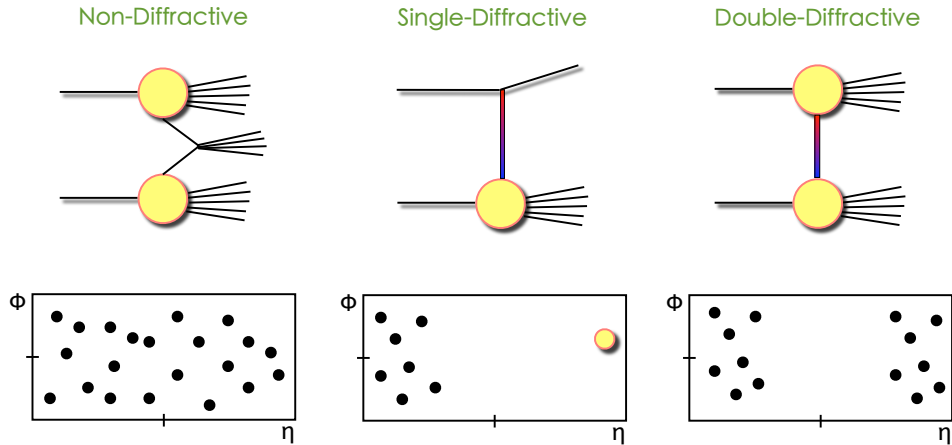 Non-Diffractive
Single-Diffractive
Double-Diffractive
Φ
η
Φ
η
Φ
η